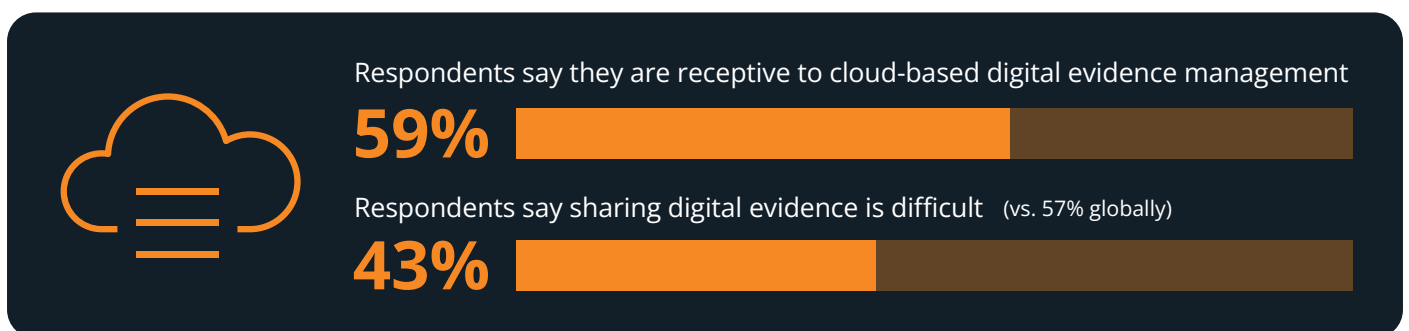 Respondents say they are receptive to cloud-based digital evidence management
59%
Respondents say sharing digital evidence is difficult (vs. 57% globally)
43%